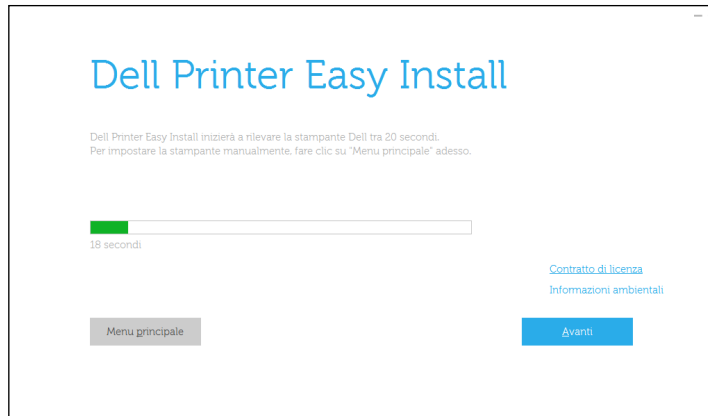 Dell Printer Easy Install
Dell Printer Easy Install inizierà a rilevare la stampante Dell tra 20 secondi.
Per impostare la stampante manualmente, fare clic su "Menu principale" adesso.
18 secondi
Contratto di licenza
Informazioni ambientali
Menu principale
Avanti